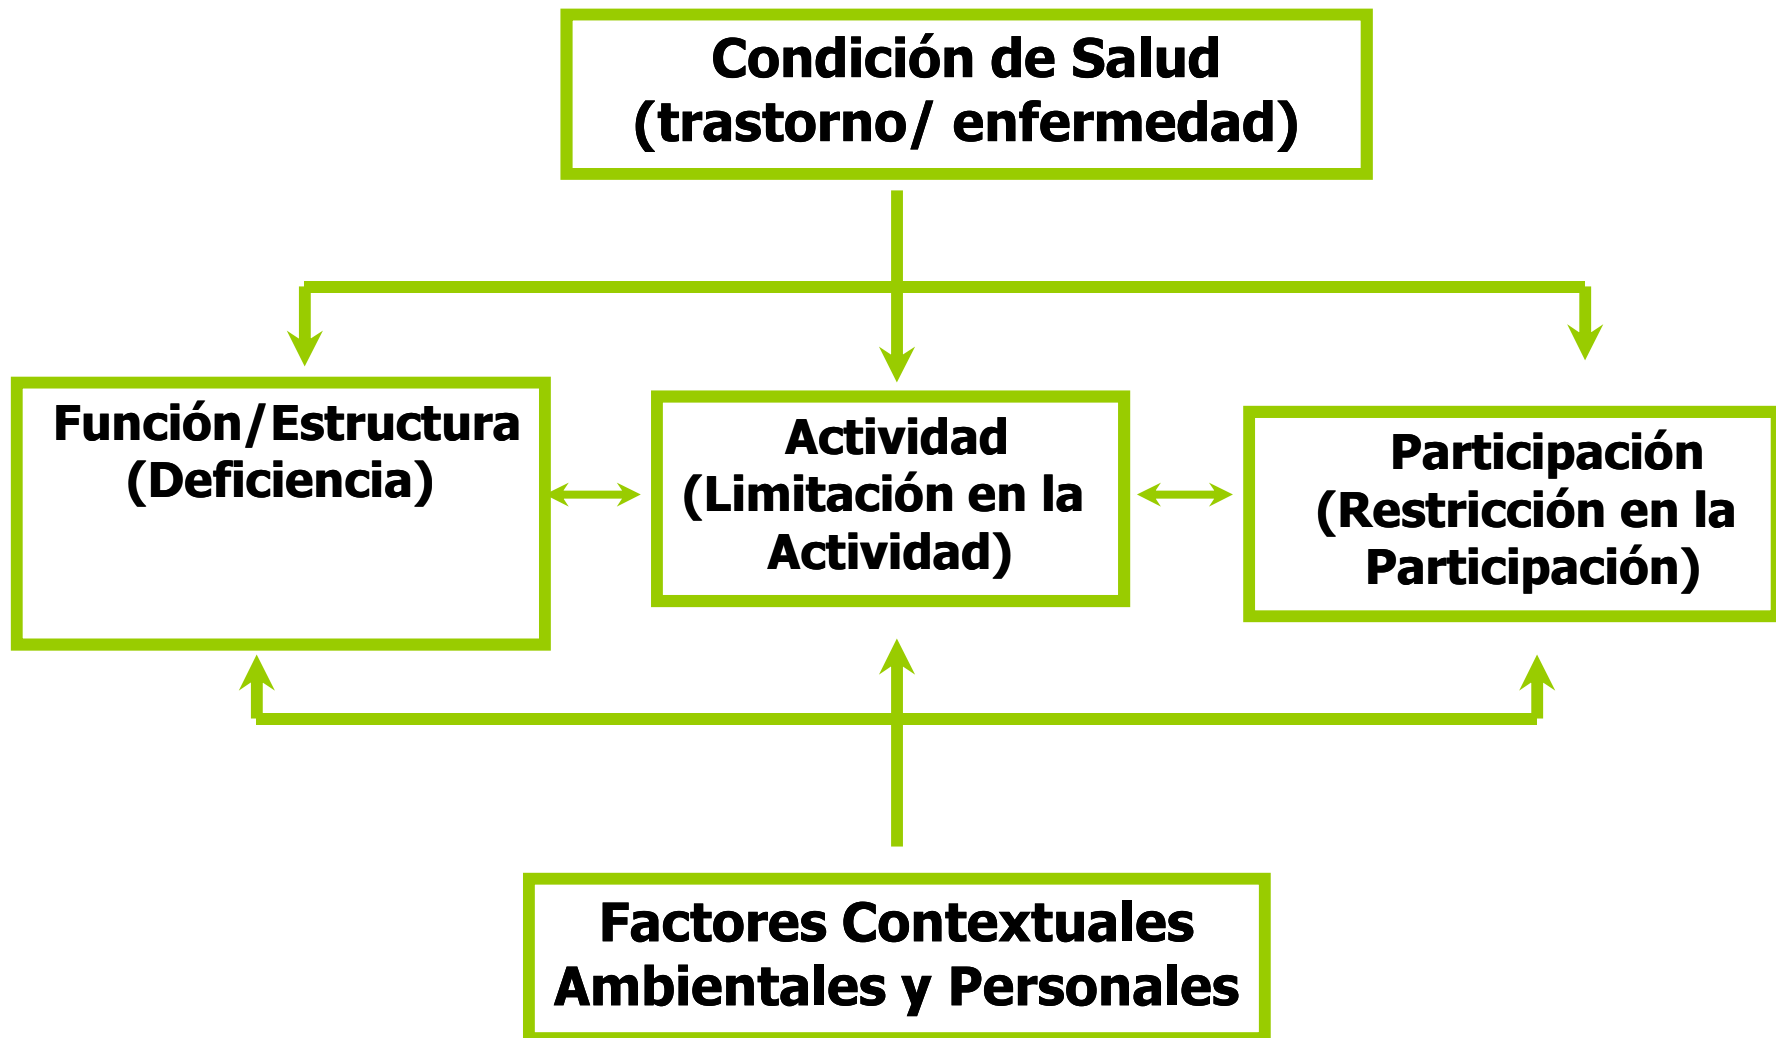 Condición de Salud
(trastorno/ enfermedad)
Función/Estructura
(Deficiencia)
Actividad
(Limitación en la
Actividad)
Participación
(Restricción en la
Participación)
Factores Contextuales
Ambientales y Personales